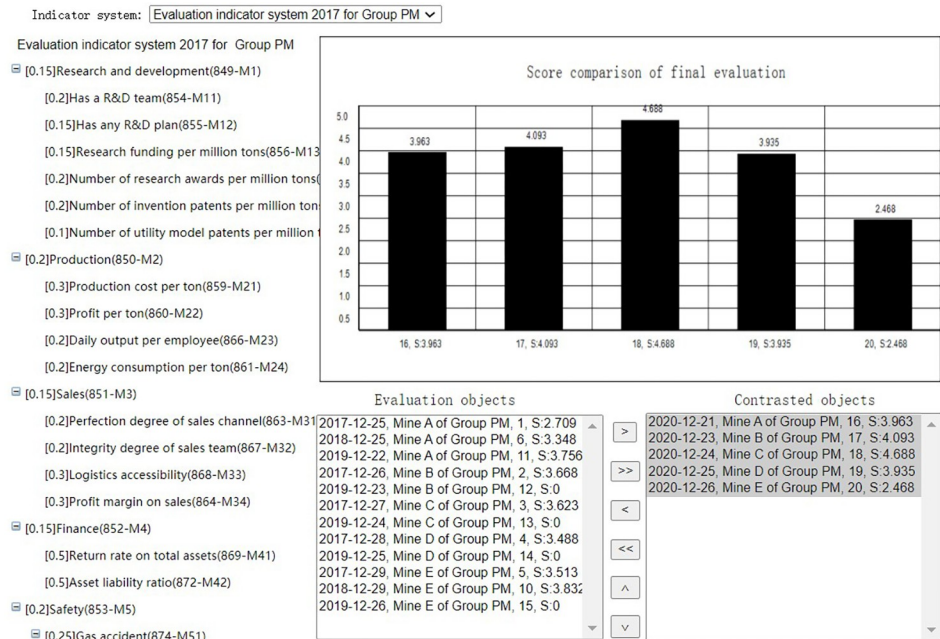 Indicator system: Evaluation indicator system 2017 for Group PM
Evaluation indicator system 2017 for Group PM
[0.15]Research and development(849-M1)
[0.2]Has a R&D team(854-M11)
[0.15]Has any R&D plan(855-M12)
[0.15]Research funding per million tons(856-M13
[0.2]Number of research awards per million tons(
[0.2]Number of invention patents per million ton
[0.1]Number of utility model patents per million t
[0.2]Production(850-M2)
[0.3]Production cost per ton(859-M21)
[0.3]Profit per ton(860-M22)
[0.2]Daily output per employee(866-M23)
[0.2]Energy consumption per ton(861-M24)
[0.15]Sales(851-M3)
[0.2]Perfection degree of sales channel(863-M31
[0.2]Integrity degree of sales team(867-M32)
[0.3]Logistics accessibility(868-M33)
[0.3]Profit margin on sales(864-M34)
[0.15]Finance(852-M4)
[0.5]Return rate on total assets(869-M41)
[0.5]Asset liability ratio(872-M42)
[0.2]Safety(853-M5)
[0.25]Gas accident(874-M51)
Score comparison of final evaluation
5.0
4.5
4.0
3.5
3.0
2.5
2.0
1.5
1.0
0.5
3.963
4.093
4.688
3.935
2.468
16, S:3.963
17, S:4.093
18, S:4.688
19, S:3.935
20, S:2.468
Evaluation objects
2017-12-25, Mine A of Group PM, 1, S:2.709
2018-12-25, Mine A of Group PM, 6, S:3.348
2019-12-22, Mine A of Group PM, 11, S:3.756
2017-12-26, Mine B of Group PM, 2, S:3.668
2019-12-23, Mine B of Group PM, 12, S:0
2017-12-27, Mine C of Group PM, 3, S:3.623
2019-12-24, Mine C of Group PM, 13, S:0
2017-12-28, Mine D of Group PM, 4, S:3.488
2019-12-25, Mine D of Group PM, 14, S:0
2017-12-29, Mine E of Group PM, 5, S:3.513
2018-12-29, Mine E of Group PM, 10, S:3.832
2019-12-26, Mine E of Group PM, 15, S:0
>
>>
<
<<
^
v
Contrasted objects
2020-12-21, Mine A of Group PM, 16, S:3.963
2020-12-23, Mine B of Group PM, 17, S:4.093
2020-12-24, Mine C of Group PM, 18, S:4.688
2020-12-25, Mine D of Group PM, 19, S:3.935
2020-12-26, Mine E of Group PM, 20, S:2.468